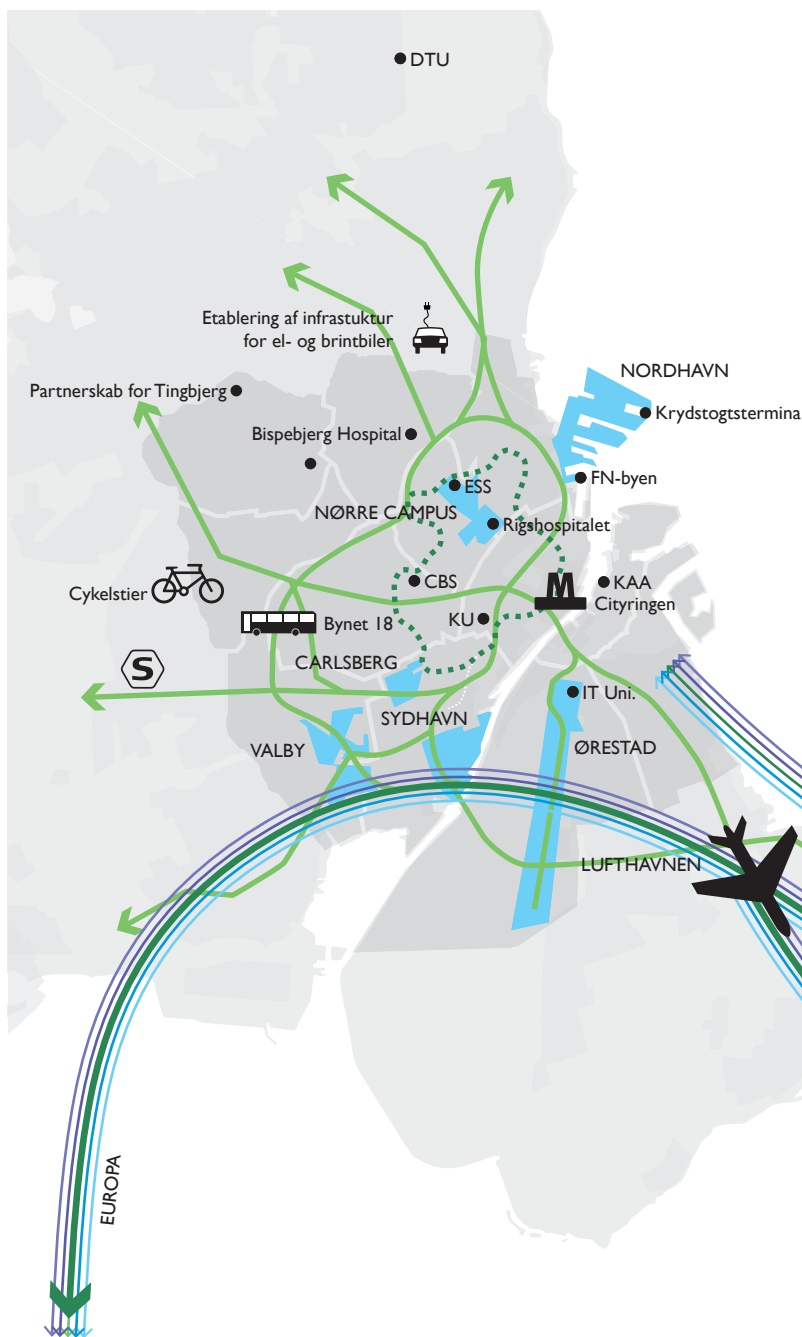 DTU
Etablering af infrastuktur
for el- og brintbiler
NORDHAVN
Partnerskab for Tingbjerg
Krydstogtstermina
Bispebjerg Hospital
FN-byen
ESS
NØRRE CAMPUS
Rigshospitalet
CBS
M
KAA
Cykelstier
Cityringen
Bynet 18
KU
CARLSBERG
S
IT Uni.
SYDHAVN
VALBY
ØRESTAD
LUFTHAVNEN
EUROPA